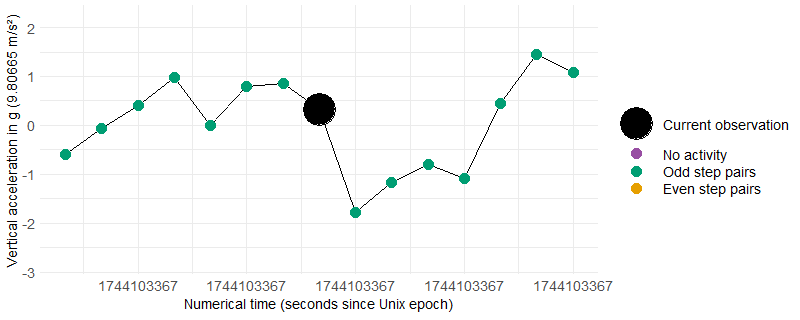 Vertical acceleration in g (9.80665 m/s²)
2
1
0
-1
-2
-3
1744103367 1744103367 1744103367 1744103367 1744103367
Numerical time (seconds since Unix epoch)
Current observation
No activity
Odd step pairs
Even step pairs